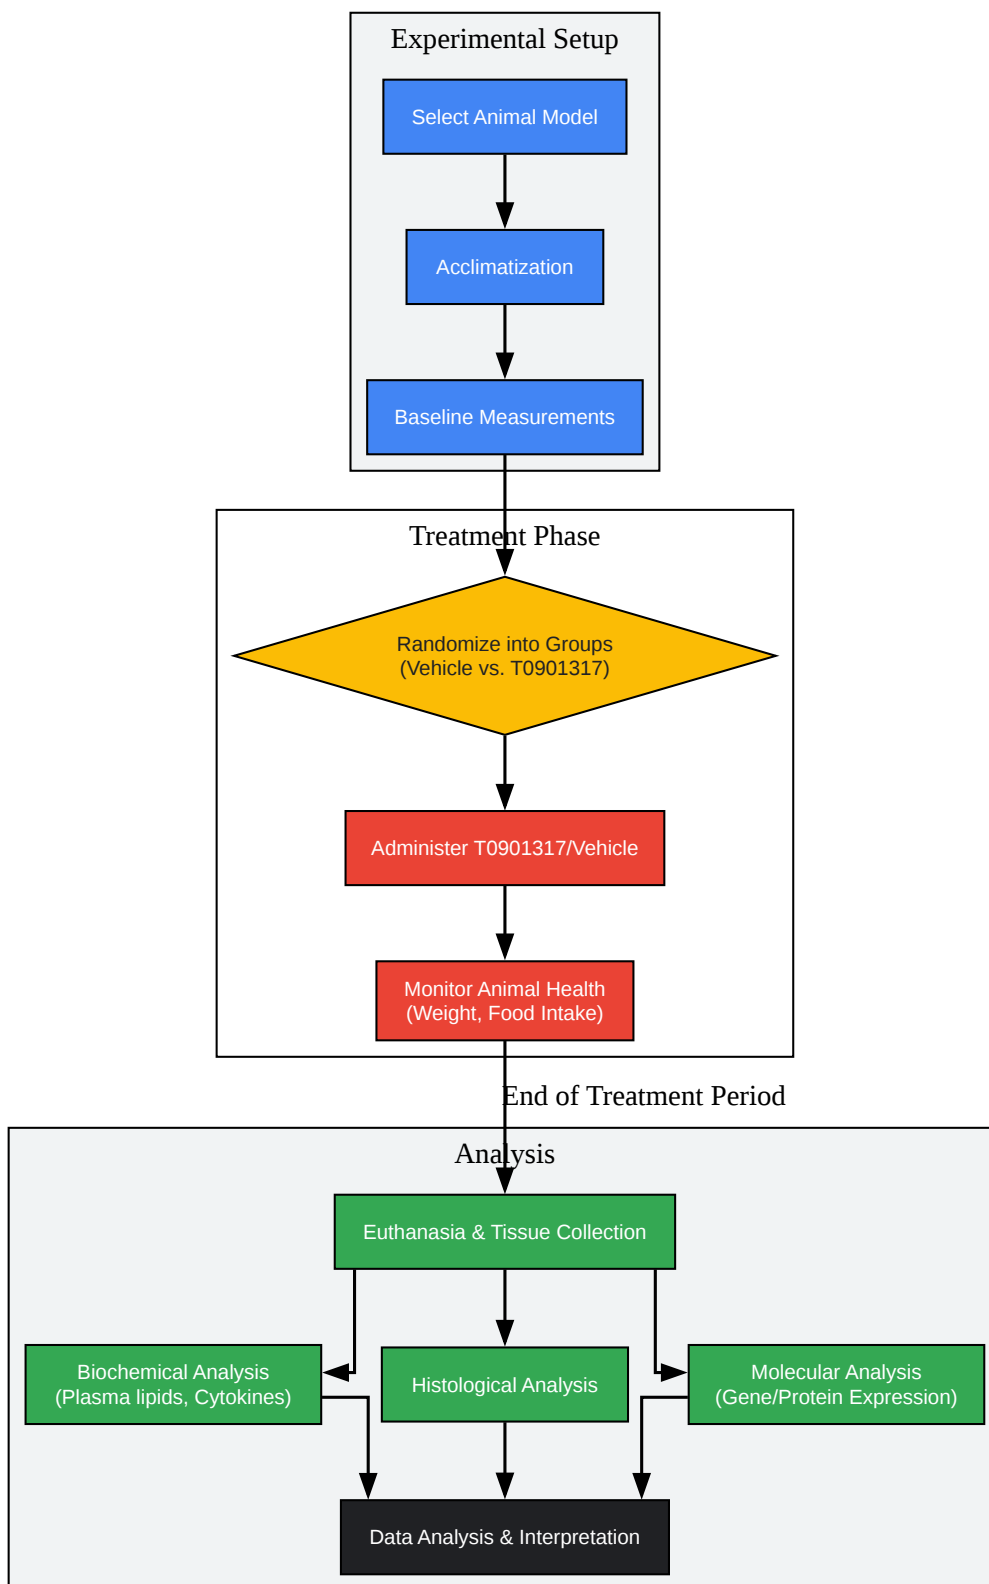 Experimental Setup
Select Animal Model
Acclimatization
Baseline Measurements
Treatment Phase
Randomize into Groups
(Vehicle vs. T0901317)
Administer T0901317/Vehicle
Monitor Animal Health
(Weight, Food Intake)
End of Treatment Period
Analysis
Euthanasia & Tissue Collection
Biochemical Analysis
(Plasma lipids, Cytokines)
Histological Analysis
Molecular Analysis
(Gene/Protein Expression)
Data Analysis & Interpretation